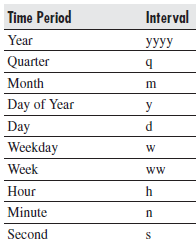 Time Period Interval
Year yyyy
Quarter q
Month m
Day of Year y
Day d
Weekday w
Week ww
Hour h
Minute n
Second s